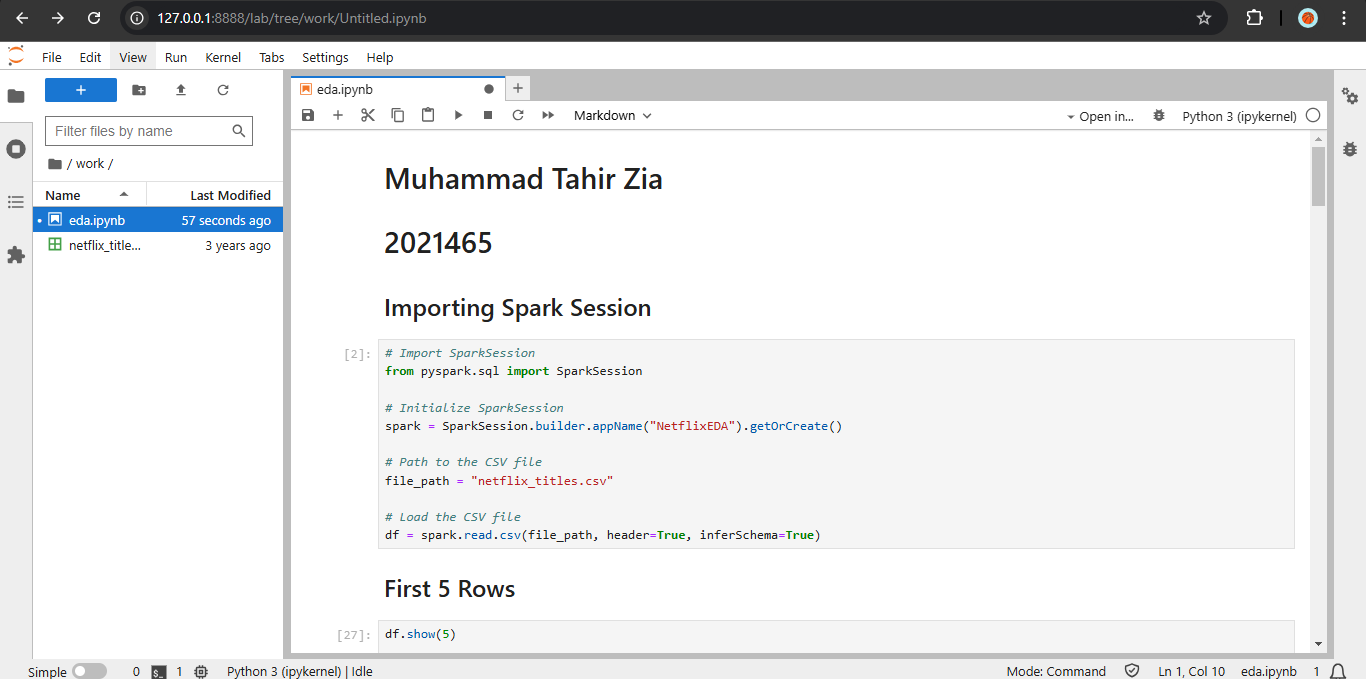 127.0.0.1:8888/lab/tree/work/Untitled.ipynb
File Edit View Run Kernel Tabs Settings Help
+
Filter files by name
/ work /
Name Last Modified
eda.ipynb 57 seconds ago
netflix_title... 3 years ago
eda.ipynb
+
Markdown
Open in...
Python 3 (ipykernel)
Muhammad Tahir Zia
2021465
Importing Spark Session
[2]:
# Import SparkSession
from pyspark.sql import SparkSession
# Initialize SparkSession
spark = SparkSession.builder.appName("NetflixEDA").getOrCreate()
# Path to the CSV file
file_path = "netflix_titles.csv"
# Load the CSV file
df = spark.read.csv(file_path, header=True, inferSchema=True)
First 5 Rows
[27]:
df.show(5)
Simple 0 $_ 1 Python 3 (ipykernel) | Idle
Mode: Command Ln 1, Col 10 eda.ipynb 1